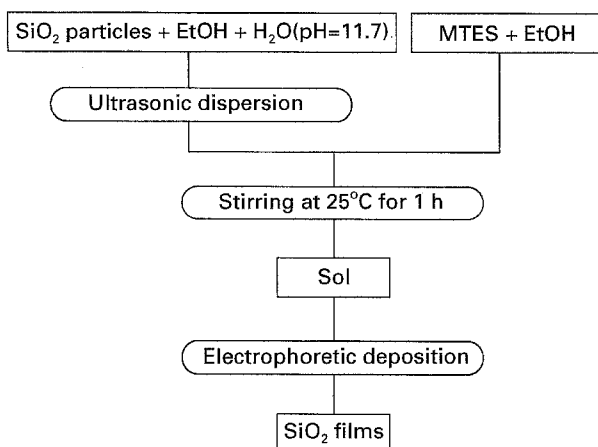 SiO₂ particles + EtOH + H₂O(pH=11.7)
MTES + EtOH
Ultrasonic dispersion
Stirring at 25°C for 1 h
Sol
Electrophoretic deposition
SiO₂ films